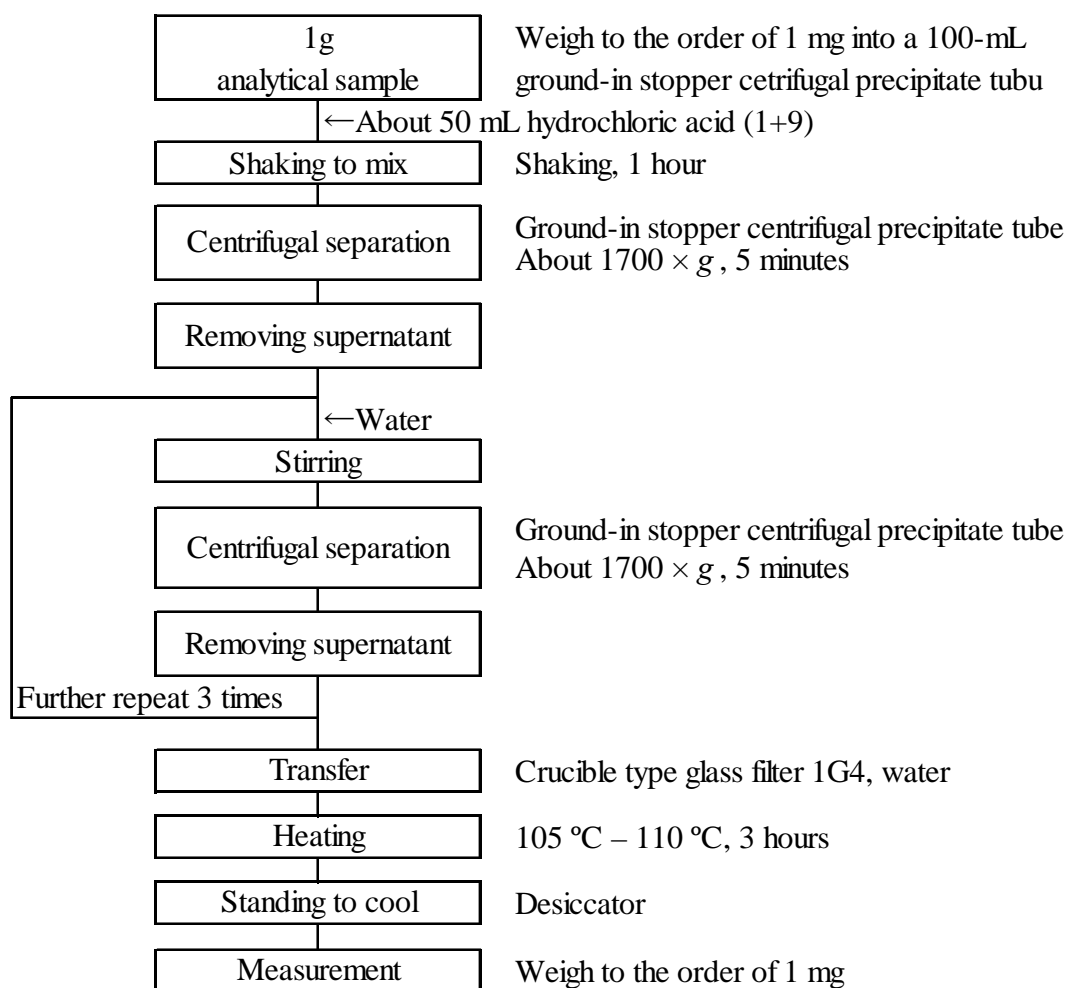 1g
analytical sample
Weigh to the order of 1 mg into a 100-mL
ground-in stopper cetrifugal precipitate tubu
←About 50 mL hydrochloric acid (1+9)
Shaking to mix
Shaking, 1 hour
Centrifugal separation
Ground-in stopper centrifugal precipitate tube
About 1700 × g , 5 minutes
Removing supernatant
←Water
Stirring
Centrifugal separation
Ground-in stopper centrifugal precipitate tube
About 1700 × g , 5 minutes
Removing supernatant
Further repeat 3 times
Transfer
Crucible type glass filter 1G4, water
Heating
105 ºC – 110 ºC, 3 hours
Standing to cool
Desiccator
Measurement
Weigh to the order of 1 mg